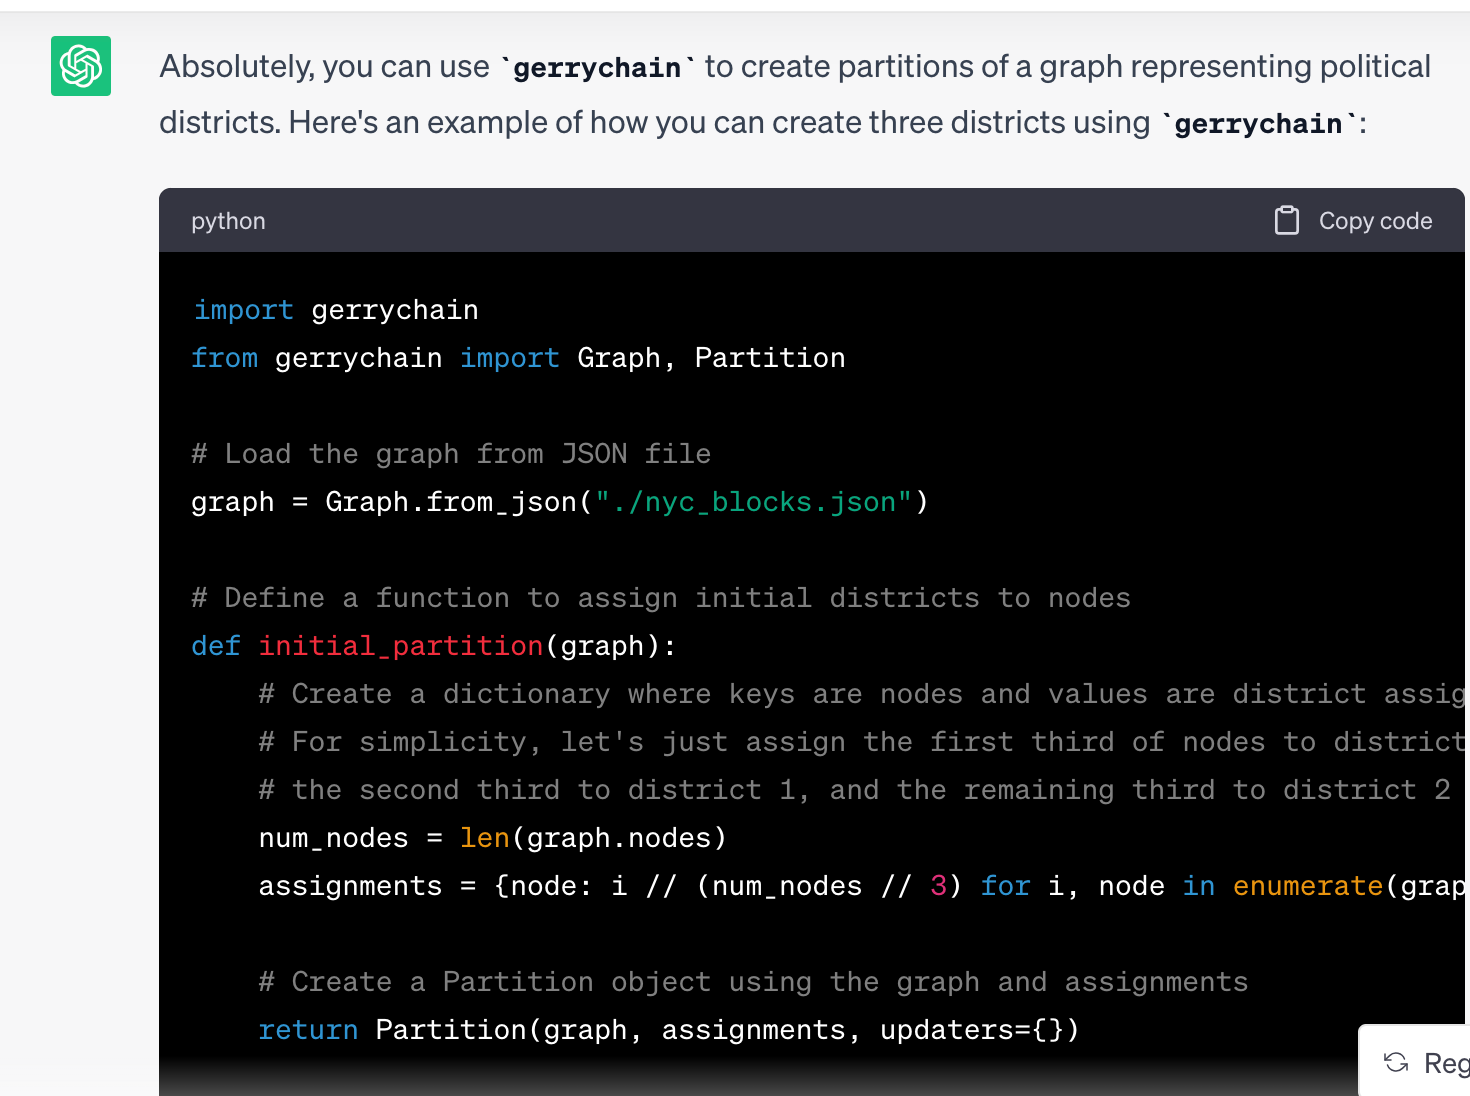 Absolutely, you can use `gerrychain` to create partitions of a graph representing political
districts. Here's an example of how you can create three districts using `gerrychain`:
python
Copy code
import gerrychain
from gerrychain import Graph, Partition
# Load the graph from JSON file
graph = Graph.from_json("./nyc_blocks.json")
# Define a function to assign initial districts to nodes
def initial_partition(graph):
# Create a dictionary where keys are nodes and values are district assig
# For simplicity, let's just assign the first third of nodes to district
# the second third to district 1, and the remaining third to district 2
num_nodes = len(graph.nodes)
assignments = {node: i // (num_nodes // 3) for i, node in enumerate(grap
# Create a Partition object using the graph and assignments
return Partition(graph, assignments, updaters={})
Reg